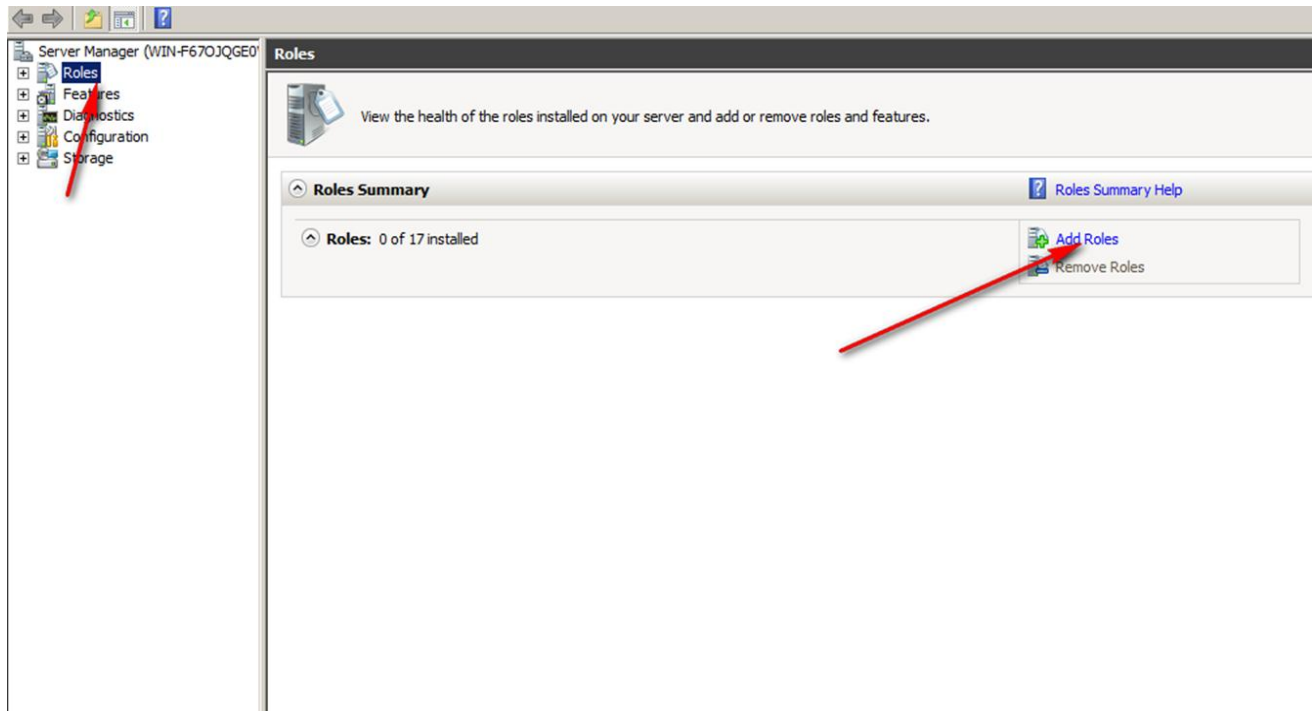 Server Manager (WIN-F67OJQGE0
Roles
Features
Diagnostics
Configuration
Storage
Roles
View the health of the roles installed on your server and add or remove roles and features.
Roles Summary
Roles Summary Help
Roles: 0 of 17 installed
Add Roles
Remove Roles